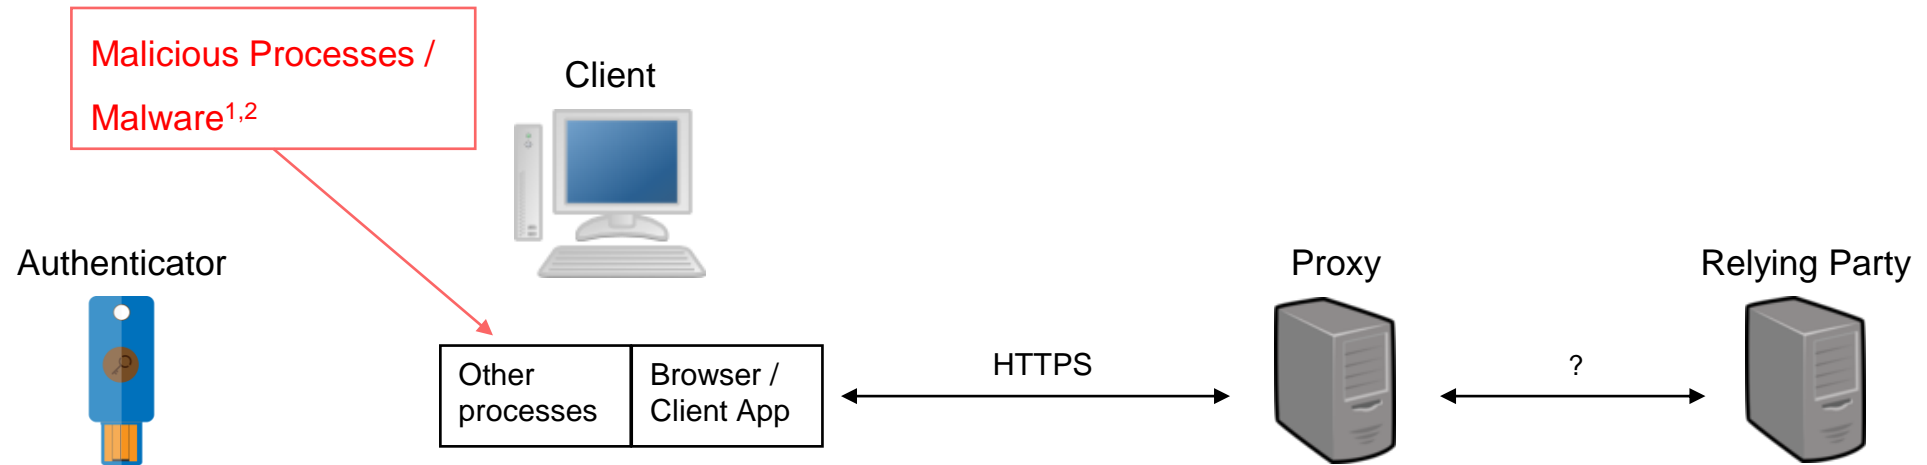 Malicious Processes /
Malware1,2
Client
Authenticator
Proxy
Relying Party
Other
processes
Browser /
Client App
HTTPS
?